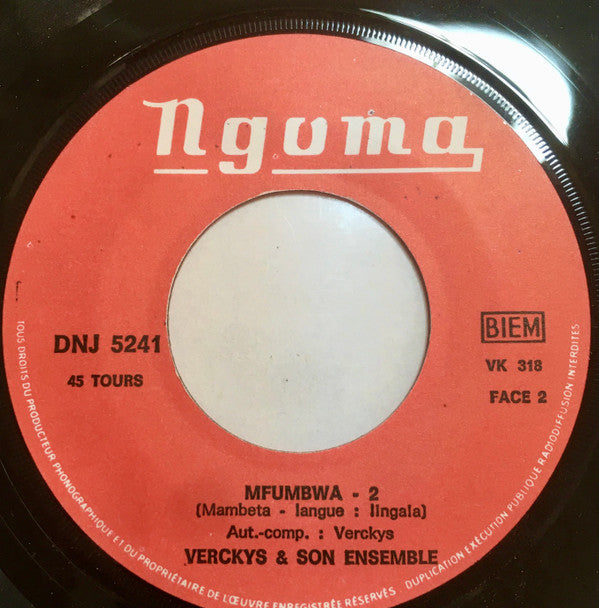 Ngoma
DNJ 5241
45 TOURS
BIEM
VK 318
FACE 2
MFUMBWA - 2
(Mambeta - langue : lingala)
Aut.-comp. : Verckys
VERCKYS & SON ENSEMBLE
TOUS DROITS DU PRODUCTEUR PHONOGRAPHIQUE ET DU PROPRIÉTAIRE DE L'ŒUVRE ENREGISTRÉE RÉSERVÉS DUPLICATION EXÉCUTION PUBLIQUE RADIODIFFUSION INTERDITES